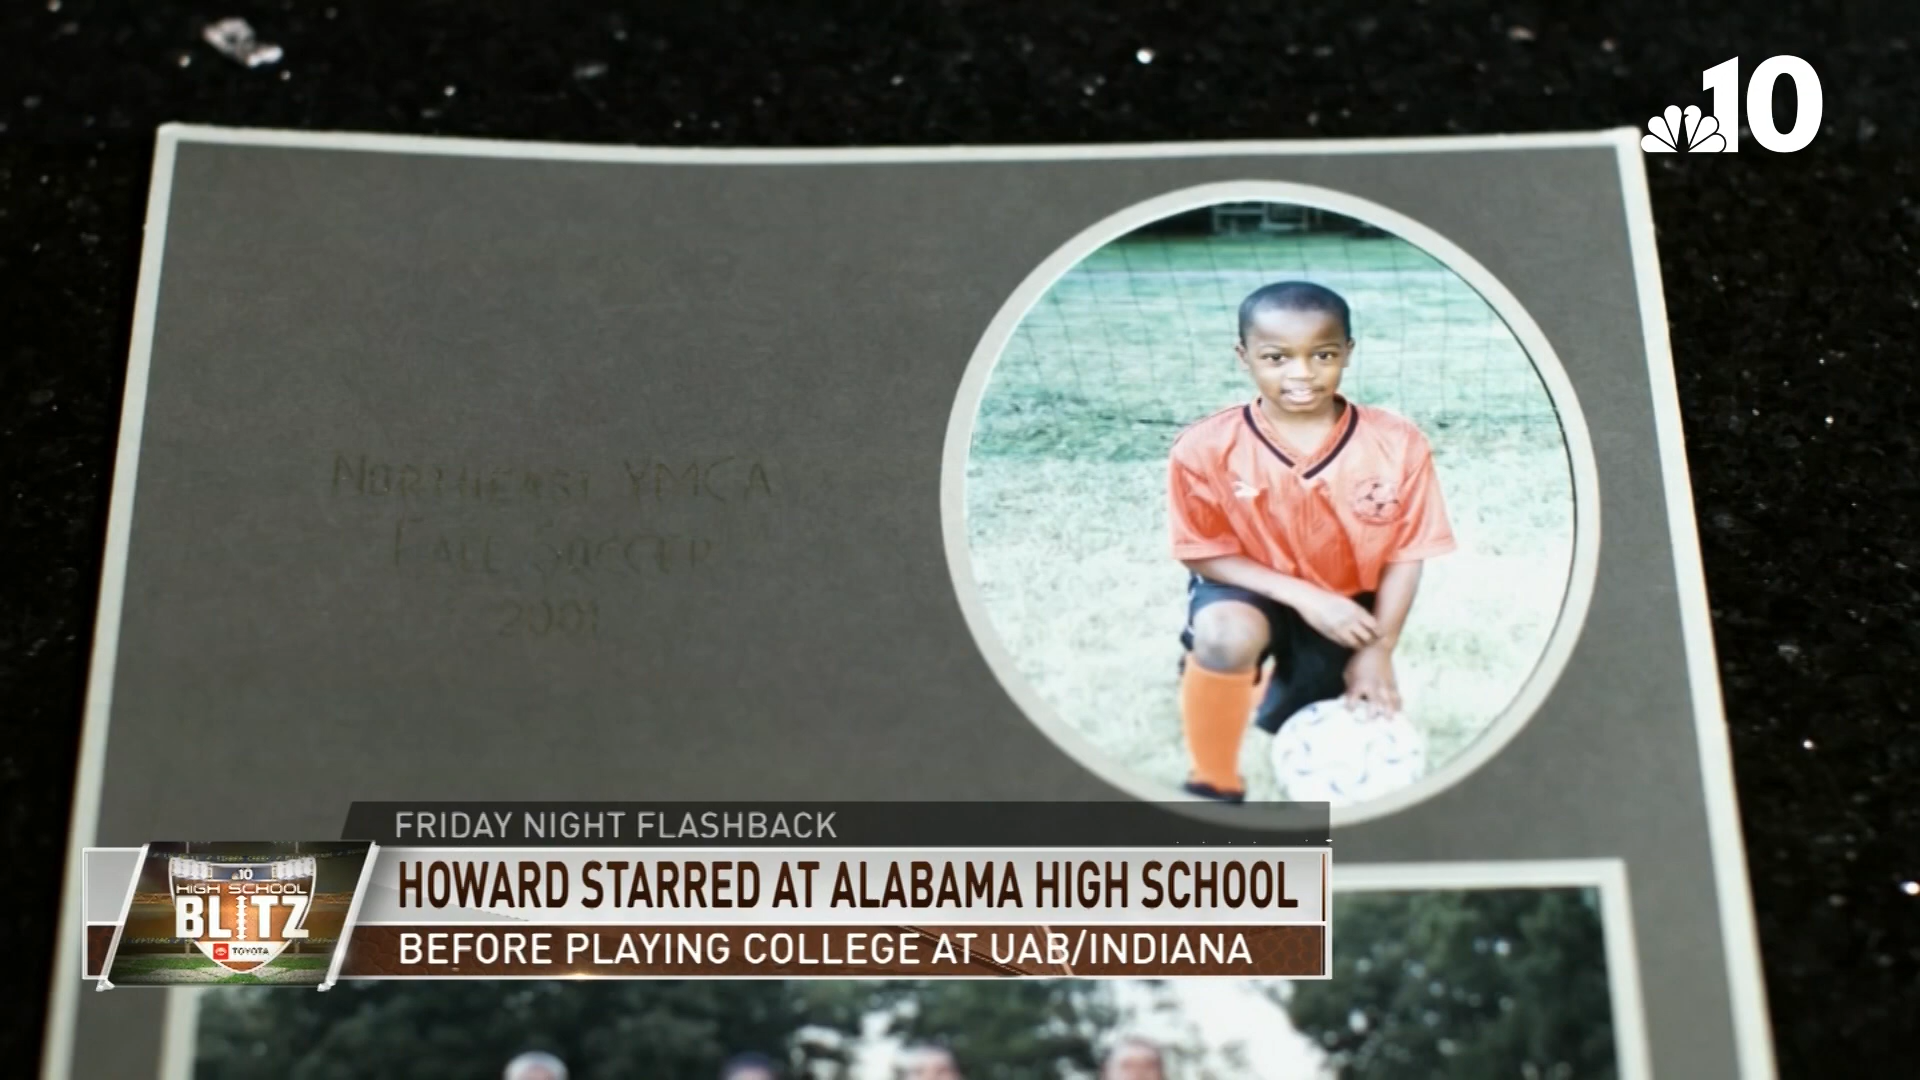 10
NORTHEAST YMCA
FALL SOCCER
2001
FRIDAY NIGHT FLASHBACK
HOWARD STARRED AT ALABAMA HIGH SCHOOL
BEFORE PLAYING COLLEGE AT UAB/INDIANA
10
HIGH SCHOOL
BLITZ
TOYOTA